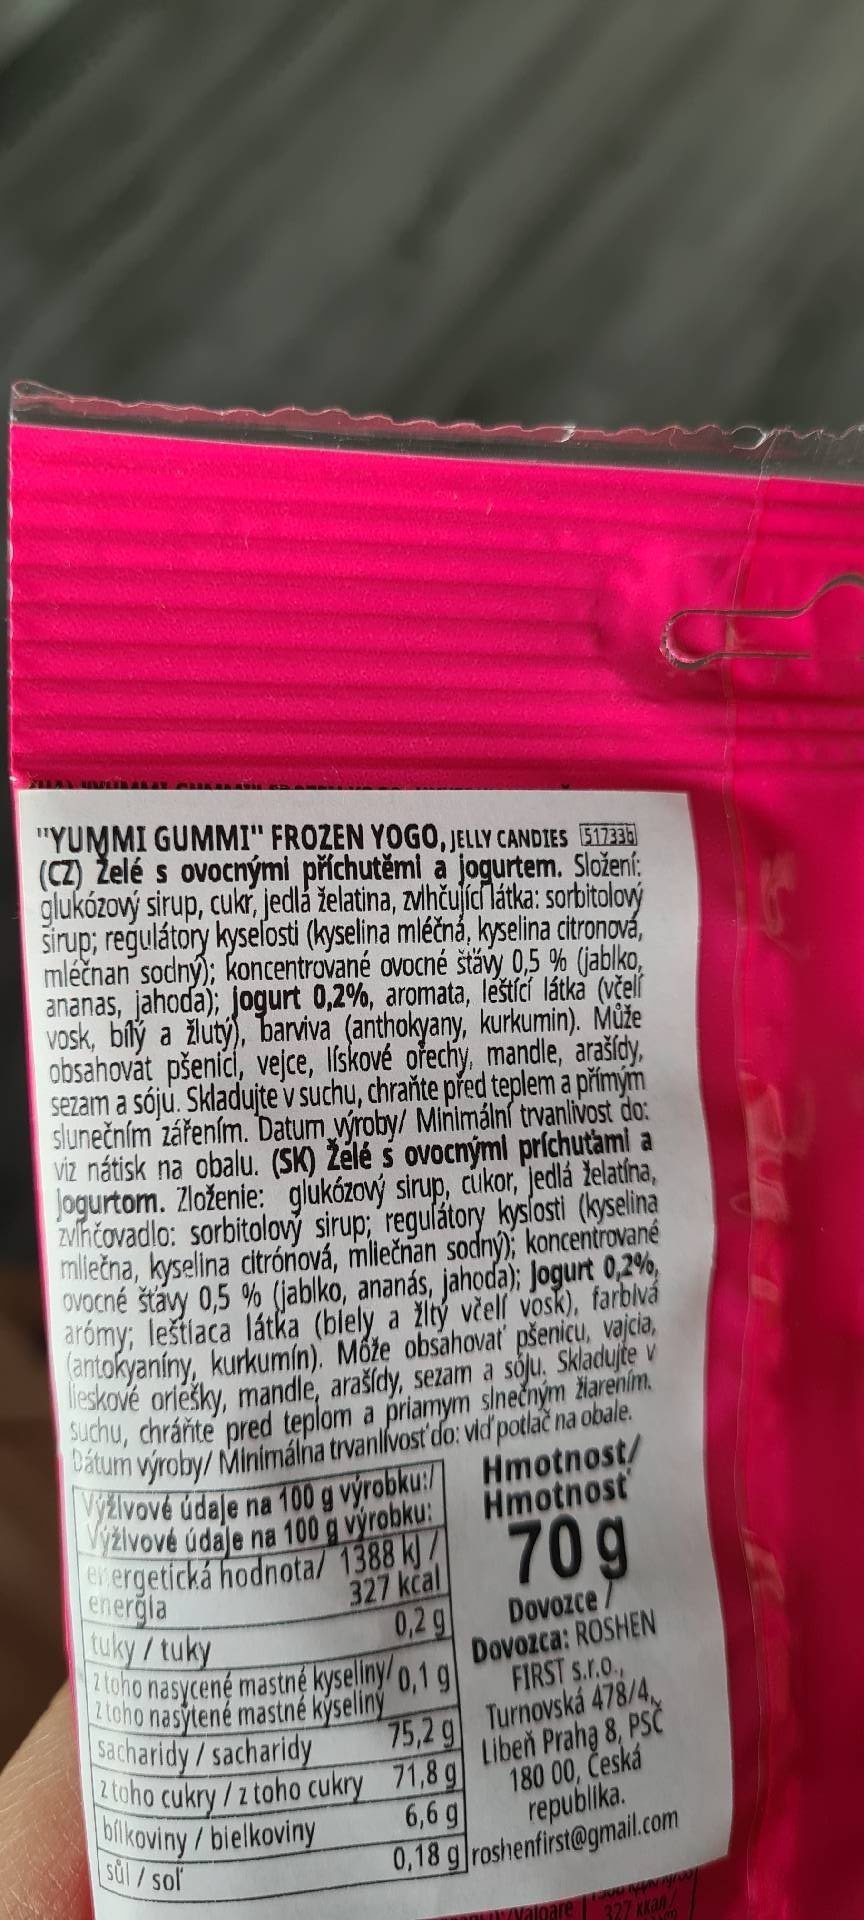 "YUMMI GUMMI" FROZEN YOGO, JELLY CANDIES 51733b
(CZ) Želé s ovocnými příchutěmi a jogurtem. Složení:
glukózový sirup, cukr, jedlá želatina, zvlhčující látka: sorbitolový
sirup; regulátory kyselosti (kyselina mléčná, kyselina citronová,
mléčnan sodný); koncentrované ovocné šťávy 0,5 % (jablko,
ananas, jahoda); jogurt 0,2%, aromata, leštící látka (včelí
vosk, bílý a žlutý), barviva (anthokyany, kurkumin). Může
obsahovat pšenici, vejce, lískové ořechy, mandle, arašídy,
sezam a sóju. Skladujte v suchu, chraňte před teplem a přímým
slunečním zářením. Datum výroby/ Minimální trvanlivost do:
viz nátisk na obalu. (SK) Želé s ovocnými príchuťami a
jogurtom. Zloženie: glukózový sirup, cukor, jedlá želatína,
zvlhčovadlo: sorbitolový sirup; regulátory kyslosti (kyselina
mliečna, kyselina citrónová, mliečnan sodný); koncentrované
ovocné šťávy 0,5 % (jablko, ananás, jahoda); Jogurt 0,2%,
arómy; leštiaca látka (biely a žltý včelí vosk), farbivá
(antokyaníny, kurkumín). Môže obsahovať pšenicu, vajcia,
lieskové oriešky, mandle, arašídy, sezam a sóju. Skladujte v
suchu, chráňte pred teplom a priamym slnečným žiarením.
Dátum výroby/ Minimálna trvanlivosť do: viď potlač na obale.
Výživové údaje na 100 g výrobku:/
Výživové údaje na 100 g výrobku:
energetická hodnota/ 1388 kJ /
energia 327 kcal
tuky / tuky 0,2 g
z toho nasycené mastné kyseliny/ 0,1 g
z toho nasýtené mastné kyseliny
sacharidy / sacharidy 75,2 g
z toho cukry / z toho cukry 71,8 g
bílkoviny / bielkoviny 6,6 g
sůl / soľ 0,18 g
Hmotnost/
Hmotnosť
70 g
Dovozce /
Dovozca: ROSHEN
FIRST s.r.o.,
Turnovská 478/4,
Libeň Praha 8, PSČ
180 00, Česká
republika.
roshenfirst@gmail.com
327 ккал/